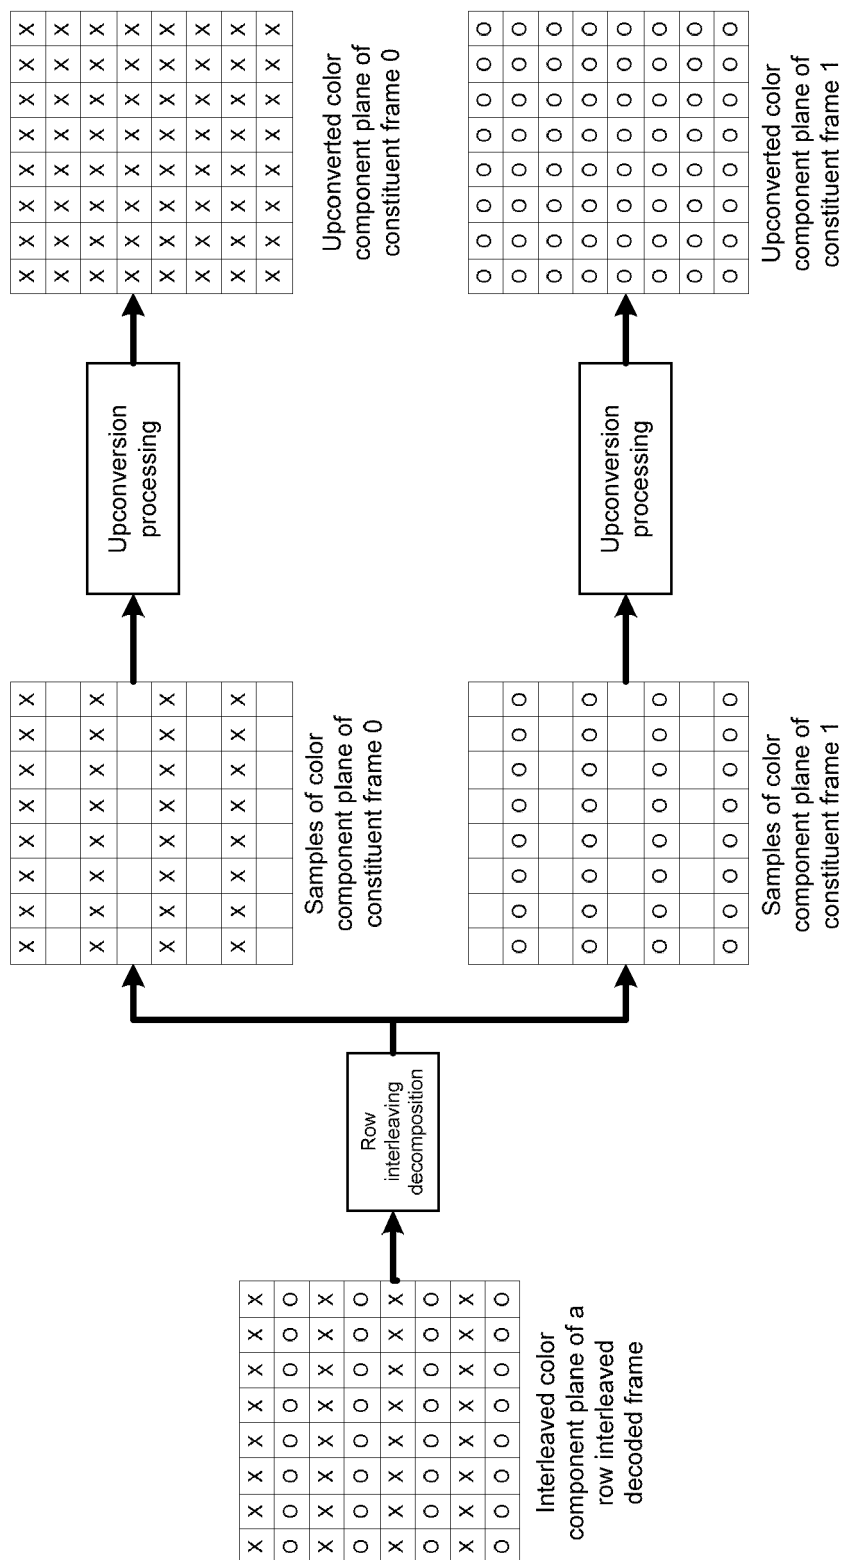 X X X X X X X X
O O O O O O O O
X X X X X X X X
O O O O O O O O
X X X X X X X X
O O O O O O O O
X X X X X X X X
O O O O O O O O
Interleaved color
component plane of a
row interleaved
decoded frame
Row
interleaving
decomposition
X X X X X X X X
X X X X X X X X
X X X X X X X X
X X X X X X X X
Samples of color
component plane of
constituent frame 0
Upconversion
processing
X X X X X X X X
X X X X X X X X
X X X X X X X X
X X X X X X X X
X X X X X X X X
X X X X X X X X
X X X X X X X X
X X X X X X X X
Upconverted color
component plane of
constituent frame 0
O O O O O O O O
O O O O O O O O
O O O O O O O O
O O O O O O O O
Samples of color
component plane of
constituent frame 1
Upconversion
processing
O O O O O O O O
O O O O O O O O
O O O O O O O O
O O O O O O O O
O O O O O O O O
O O O O O O O O
O O O O O O O O
O O O O O O O O
Upconverted color
component plane of
constituent frame 1